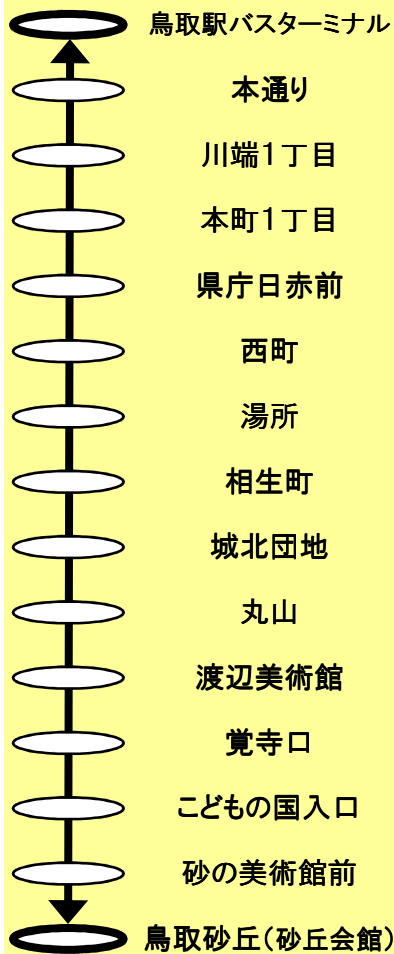 鳥取駅バスターミナル
本通り
川端1丁目
本町1丁目
県庁日赤前
西町
湯所
相生町
城北団地
丸山
渡辺美術館
覚寺口
こどもの国入口
砂の美術館前
鳥取砂丘(砂丘会館)